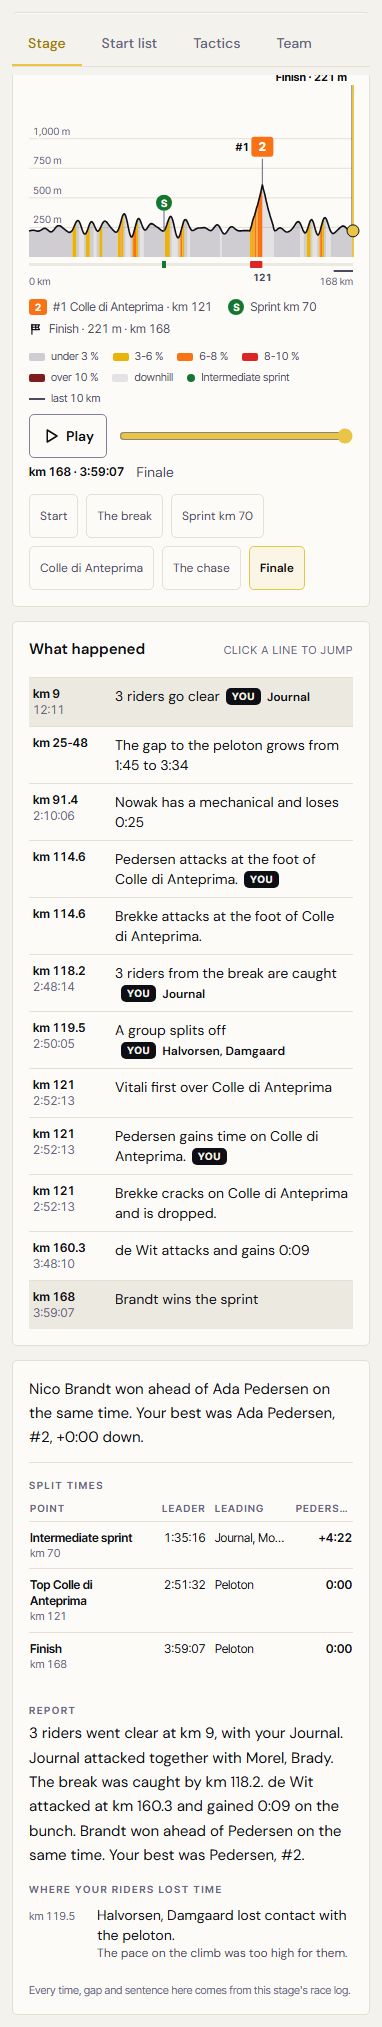 Stage Start list Tactics Team
Finish · 221 m
1,000 m
#1 2
750 m
500 m
S
250 m
121
0 km 168 km
2 #1 Colle di Anteprima · km 121 S Sprint km 70
Finish · 221 m · km 168
under 3 % 3-6 % 6-8 % 8-10 %
over 10 % downhill Intermediate sprint
last 10 km
Play
km 168 · 3:59:07 Finale
Start The break Sprint km 70
Colle di Anteprima The chase Finale
What happened CLICK A LINE TO JUMP
km 9 3 riders go clear YOU Journal
12:11
km 25-48 The gap to the peloton grows from
1:45 to 3:34
km 91.4 Nowak has a mechanical and loses
2:10:06 0:25
km 114.6 Pedersen attacks at the foot of
Colle di Anteprima. YOU
km 114.6 Brekke attacks at the foot of Colle
di Anteprima.
km 118.2 3 riders from the break are caught
2:48:14 YOU Journal
km 119.5 A group splits off
2:50:05 YOU Halvorsen, Damgaard
km 121 Vitali first over Colle di Anteprima
2:52:13
km 121 Pedersen gains time on Colle di
2:52:13 Anteprima. YOU
km 121 Brekke cracks on Colle di Anteprima
2:52:13 and is dropped.
km 160.3 de Wit attacks and gains 0:09
3:48:10
km 168 Brandt wins the sprint
3:59:07
Nico Brandt won ahead of Ada Pedersen on
the same time. Your best was Ada Pedersen,
#2, +0:00 down.
SPLIT TIMES
POINT LEADER LEADING PEDERS...
Intermediate sprint 1:35:16 Journal, Mo... +4:22
km 70
Top Colle di 2:51:32 Peloton 0:00
Anteprima
km 121
Finish 3:59:07 Peloton 0:00
km 168
REPORT
3 riders went clear at km 9, with your Journal.
Journal attacked together with Morel, Brady.
The break was caught by km 118.2. de Wit
attacked at km 160.3 and gained 0:09 on the
bunch. Brandt won ahead of Pedersen on the
same time. Your best was Pedersen, #2.
WHERE YOUR RIDERS LOST TIME
km 119.5 Halvorsen, Damgaard lost contact with
the peloton.
The pace on the climb was too high for them.
Every time, gap and sentence here comes from this stage's race log.